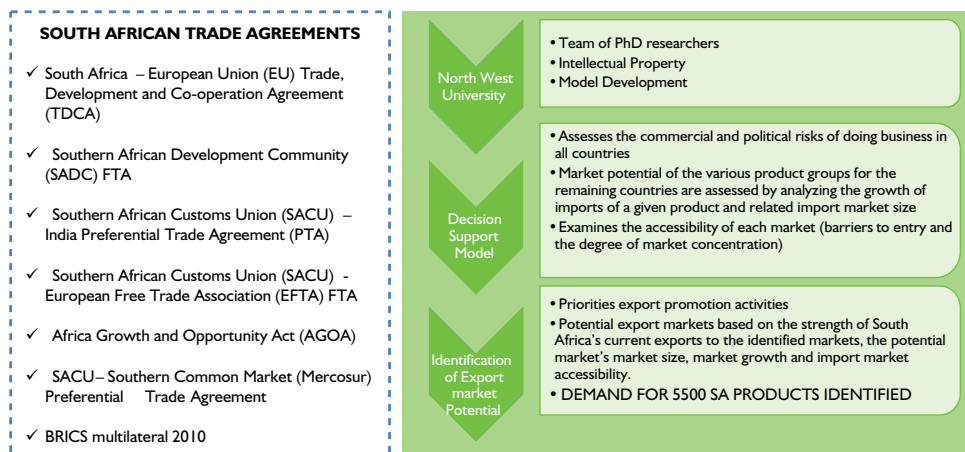 SOUTH AFRICAN TRADE AGREEMENTS
✓ South Africa – European Union (EU) Trade,
Development and Co-operation Agreement
(TDCA)
✓ Southern African Development Community
(SADC) FTA
✓ Southern African Customs Union (SACU) –
India Preferential Trade Agreement (PTA)
✓ Southern African Customs Union (SACU) -
European Free Trade Association (EFTA) FTA
✓ Africa Growth and Opportunity Act (AGOA)
✓ SACU– Southern Common Market (Mercosur)
Preferential Trade Agreement
✓ BRICS multilateral 2010
North West
University
• Team of PhD researchers
• Intellectual Property
• Model Development
Decision
Support
Model
• Assesses the commercial and political risks of doing business in
all countries
• Market potential of the various product groups for the
remaining countries are assessed by analyzing the growth of
imports of a given product and related import market size
• Examines the accessibility of each market (barriers to entry and
the degree of market concentration)
Identification
of Export
market
Potential
• Priorities export promotion activities
• Potential export markets based on the strength of South
Africa's current exports to the identified markets, the potential
market's market size, market growth and import market
accessibility.
• DEMAND FOR 5500 SA PRODUCTS IDENTIFIED